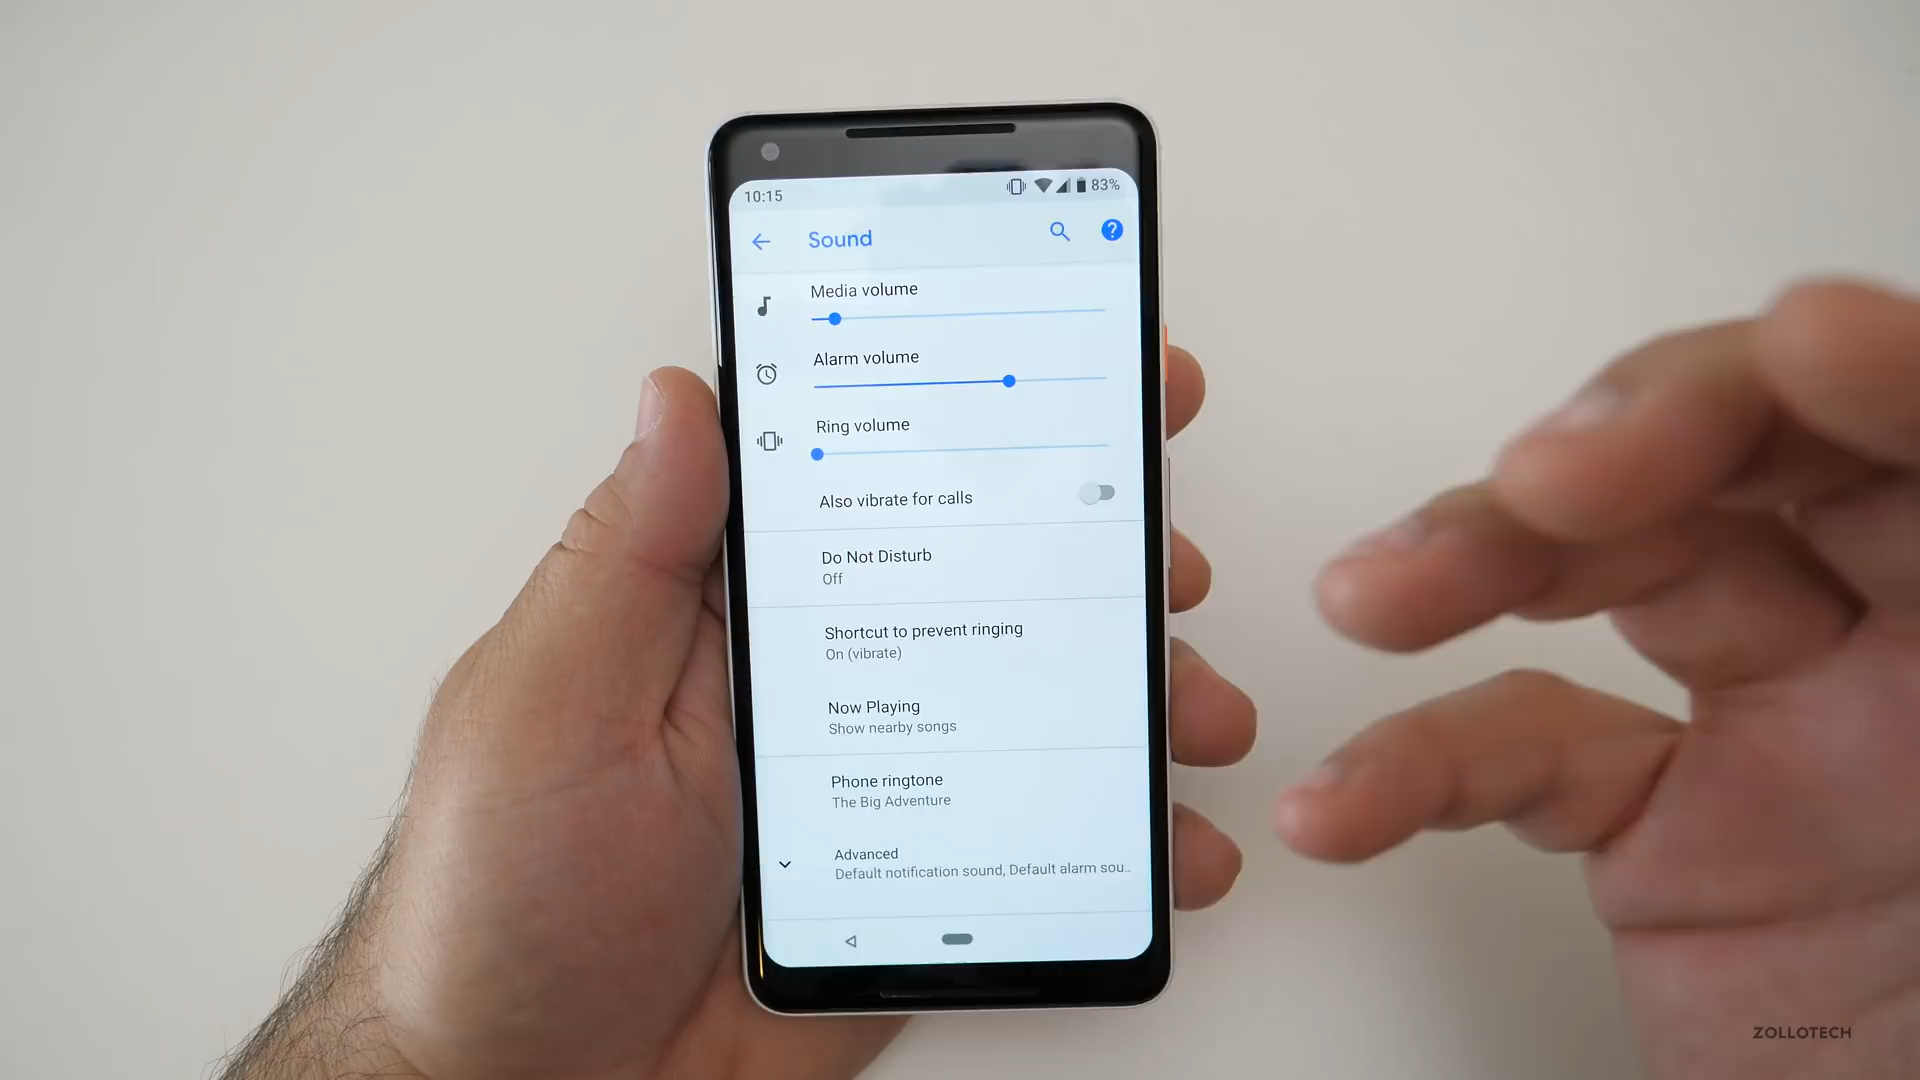 10:15
83%
Sound
Media volume
Alarm volume
Ring volume
Also vibrate for calls
Do Not Disturb
Off
Shortcut to prevent ringing
On (vibrate)
Now Playing
Show nearby songs
Phone ringtone
The Big Adventure
Advanced
Default notification sound, Default alarm sou..
ZOLLOTECH